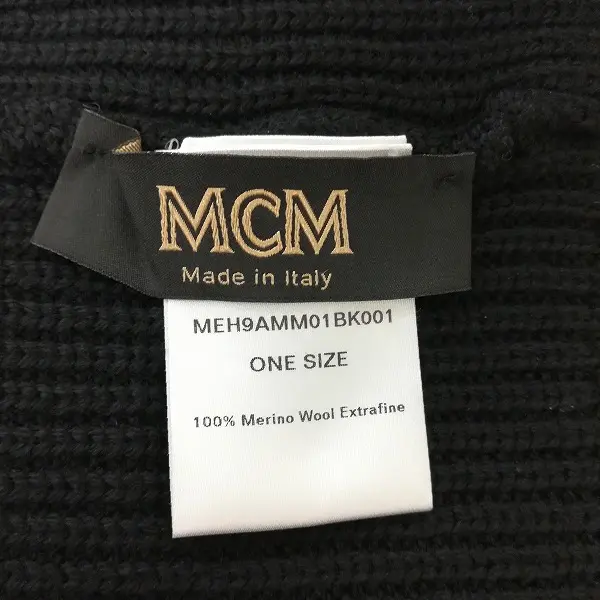 MCM
Made in Italy
MEH9AMM01BK001
ONE SIZE
100% Merino Wool Extrafine